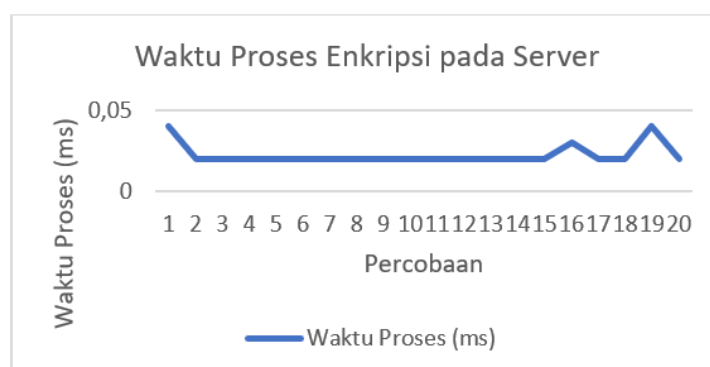 Waktu Proses Enkripsi pada Server
Waktu Proses (ms)
0,05
0
1 2 3 4 5 6 7 8 9 10 11 12 13 14 15 16 17 18 19 20
Percobaan
Waktu Proses (ms)